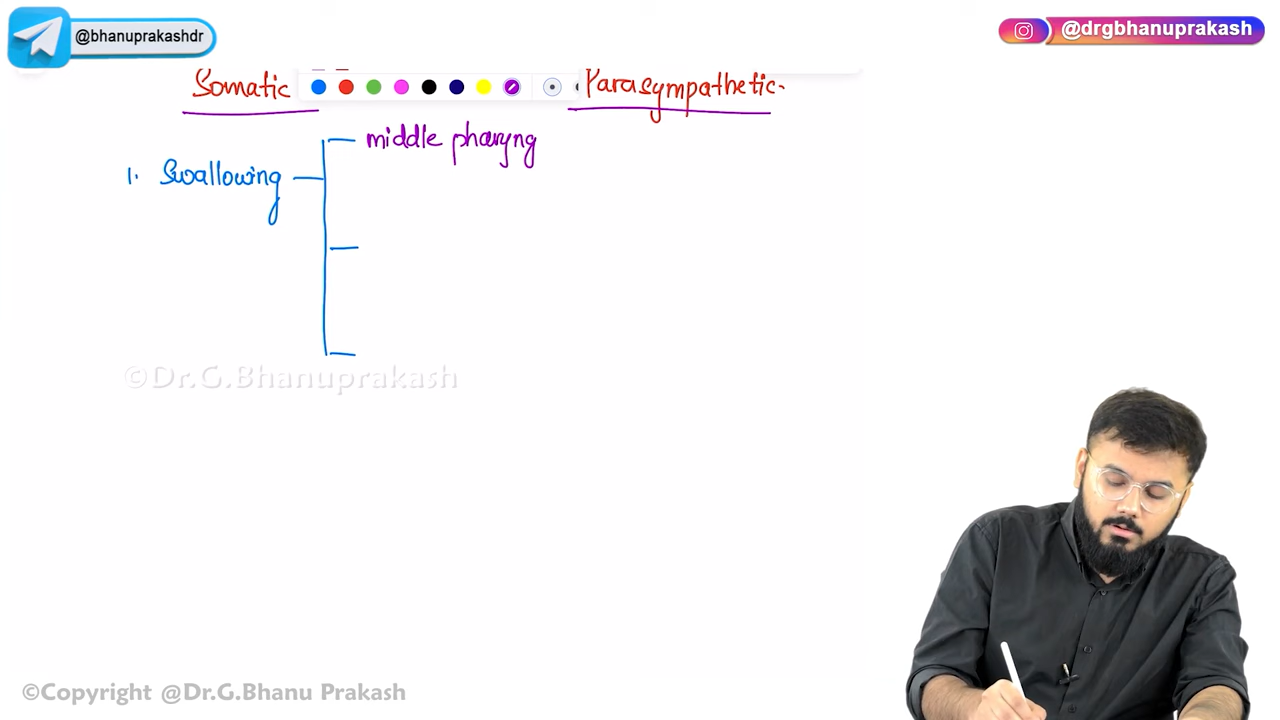 @bhanuprakashdr
@drgbhanuprakash
Somatic
Parasympathetic.
middle pharyng
1. Swallowing
©Dr.G.Bhanuprakash
©Copyright @Dr.G.Bhanu Prakash